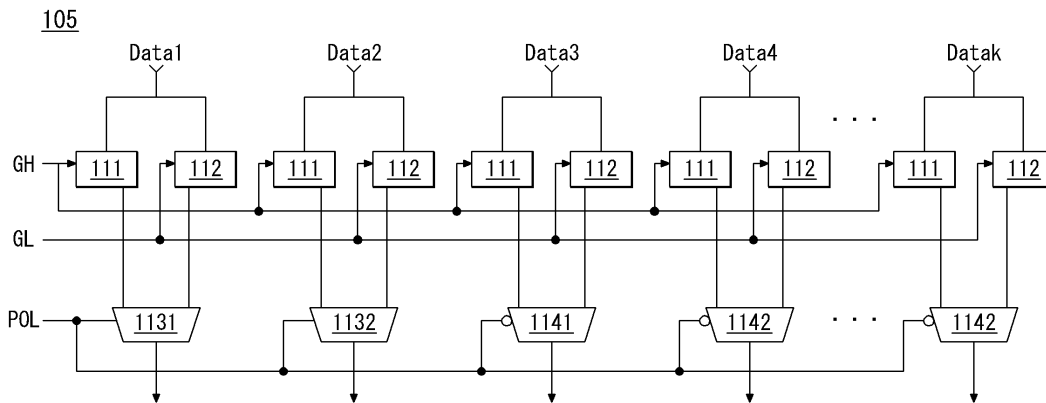 105
Data1 Data2 Data3 Data4 Datak
. . .
GH 111 112 111 112 111 112 111 112 111 112
GL
POL 1131 1132 1141 1142 . . . 1142